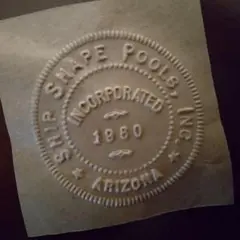 SHIP SHAPE POOLS, INC.
INCORPORATED
1960
ARIZONA